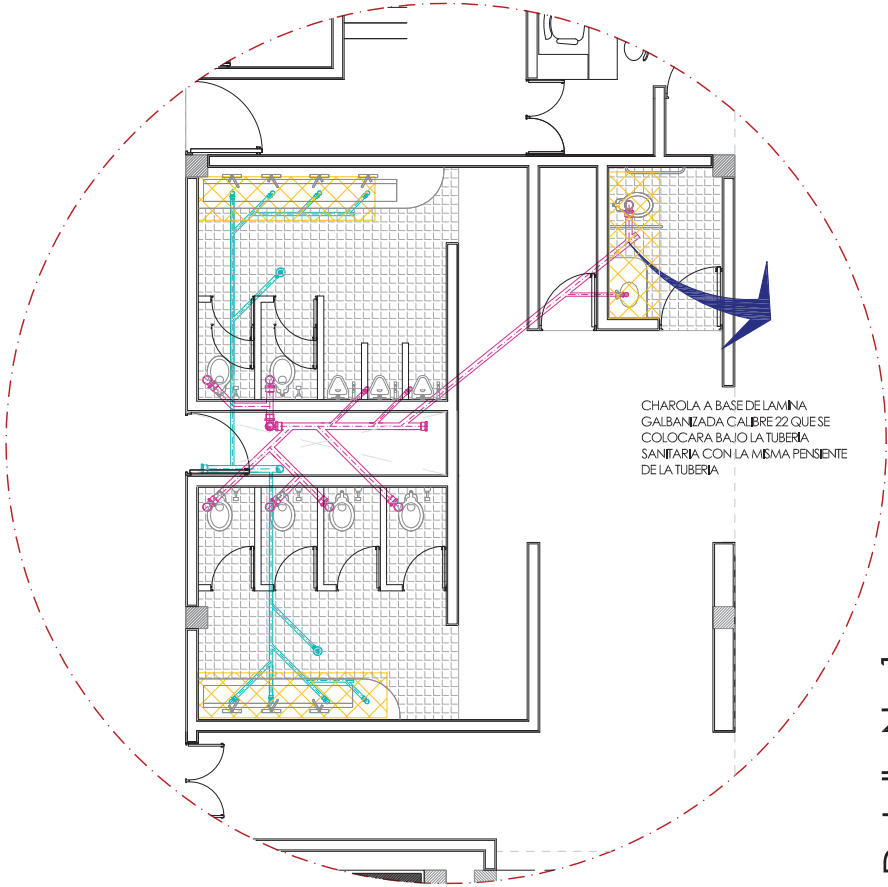 CHAROLA A BASE DE LAMINA
GALBANIZADA CALIBRE 22 QUE SE
COLOCARA BAJO LA TUBERIA
SANITARIA CON LA MISMA PENSIENTE
DE LA TUBERIA